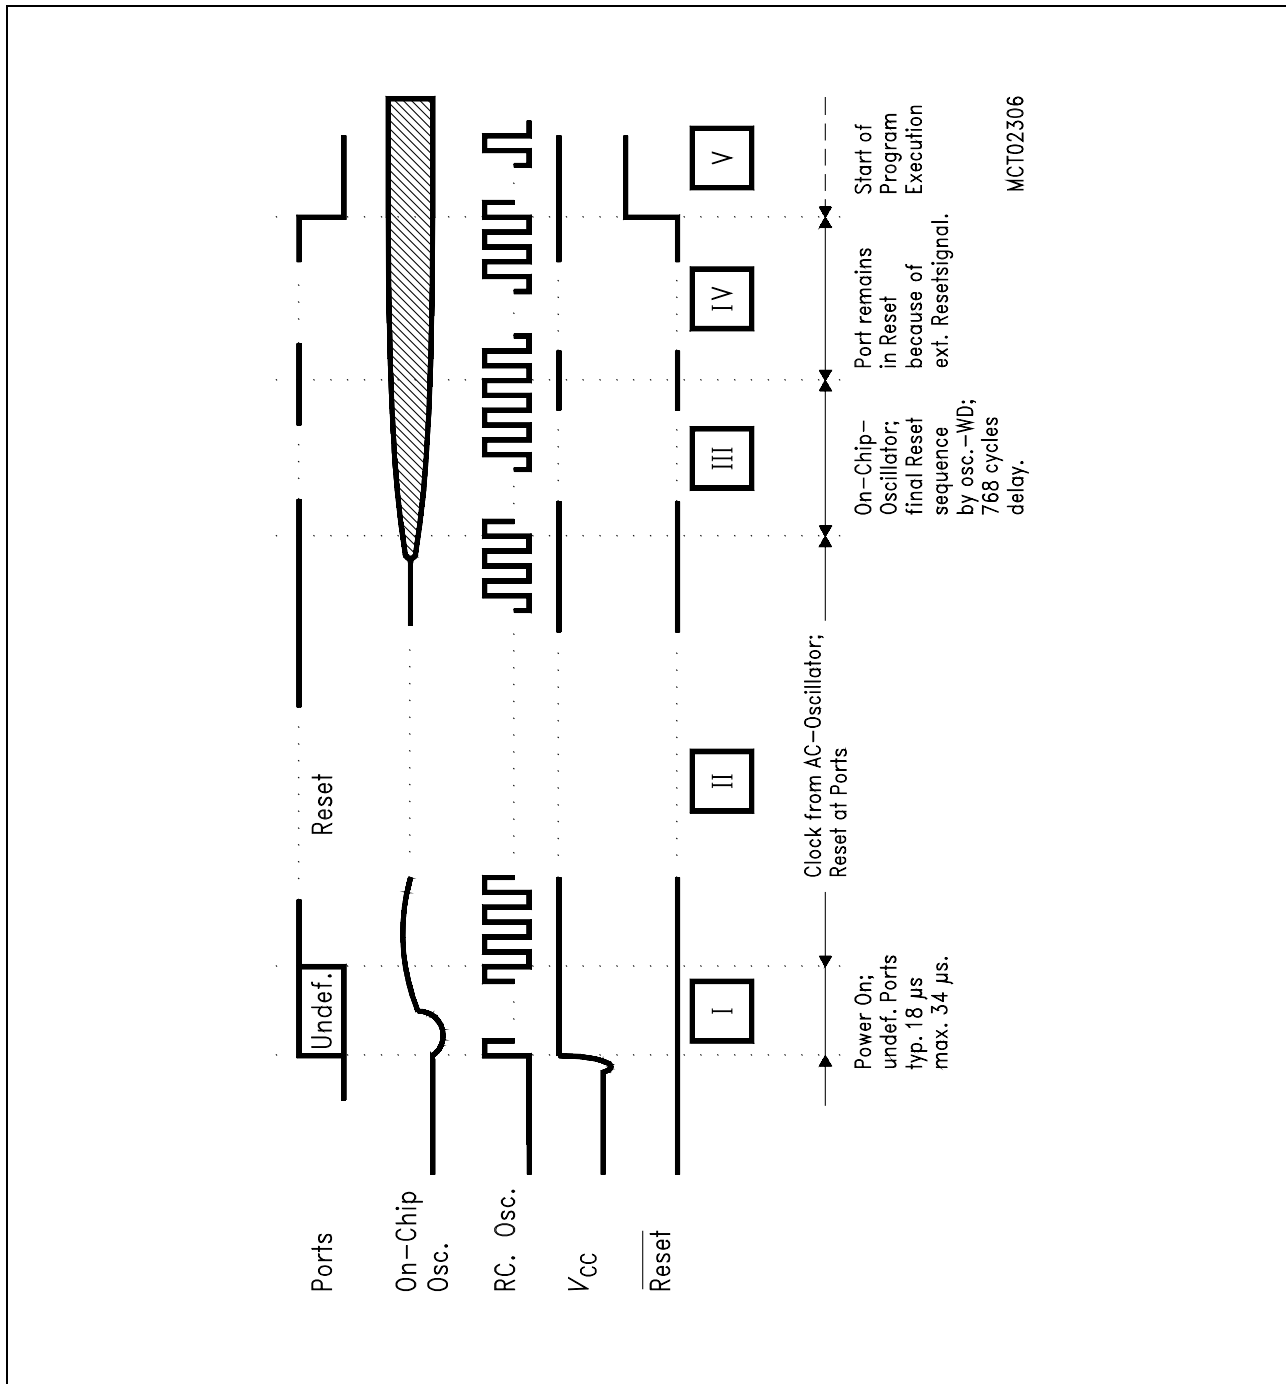 Ports
Undef.
Reset
On-Chip
Osc.
RC. Osc.
VCC
Reset
I
II
III
IV
V
Power On;
undef. Ports
typ. 18 μs
max. 34 μs.
Clock from AC-Oscillator;
Reset at Ports
On-Chip-
Oscillator;
final Reset
sequence
by osc.-WD;
768 cycles
delay.
Port remains
in Reset
because of
ext. Resetsignal.
Start of
Program
Execution
MCT02306